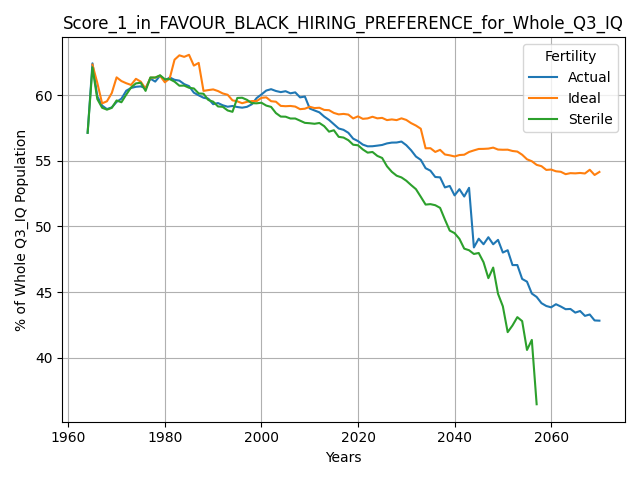 Score_1_in_FAVOUR_BLACK_HIRING_PREFERENCE_for_Whole_Q3_IQ
Fertility
Actual
Ideal
Sterile
% of Whole Q3_IQ Population
60
55
50
45
40
1960
1980
2000
2020
2040
2060
Years